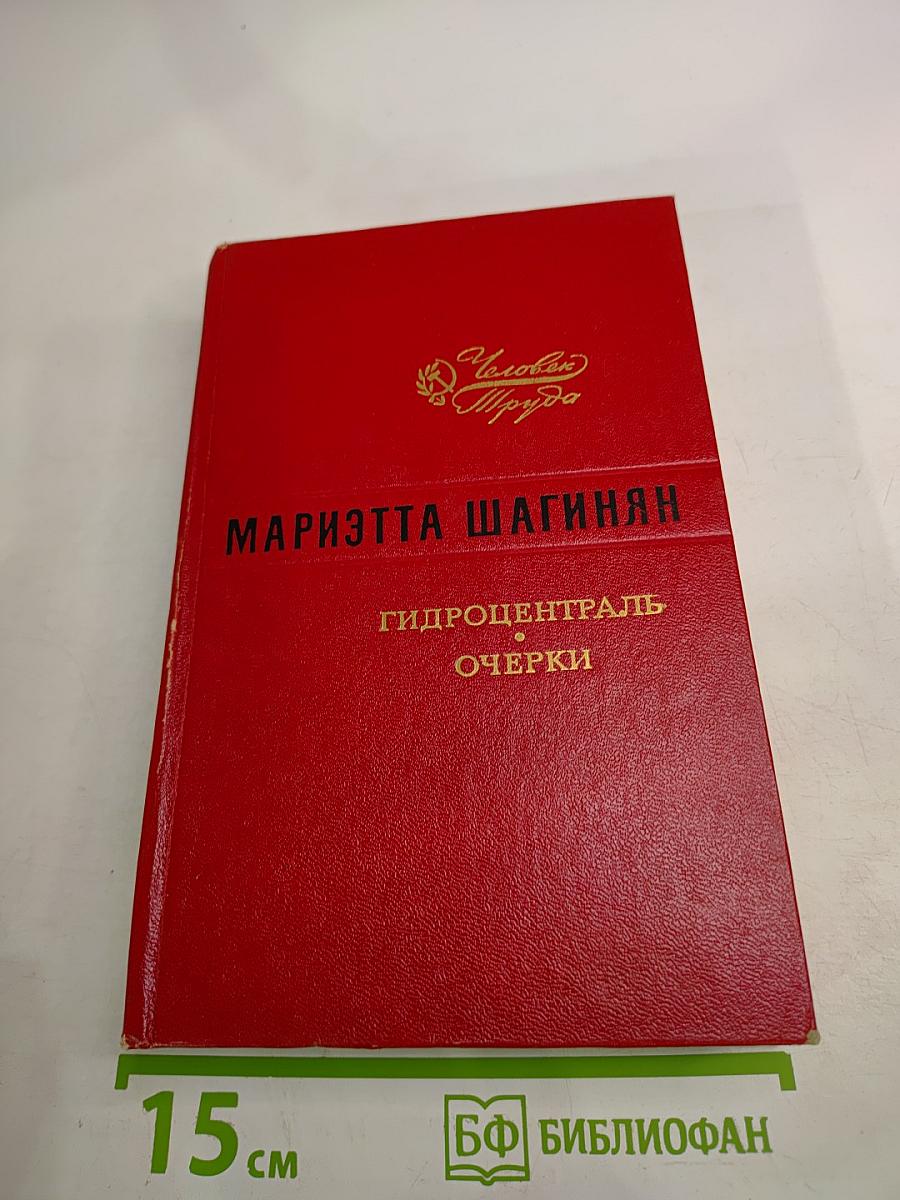 Человек
Труда
МАРИЭТТА ШАГИНЯН
ГИДРОЦЕНТРАЛЬ
•
ОЧЕРКИ
15 см
БФ БИБЛИОФАН